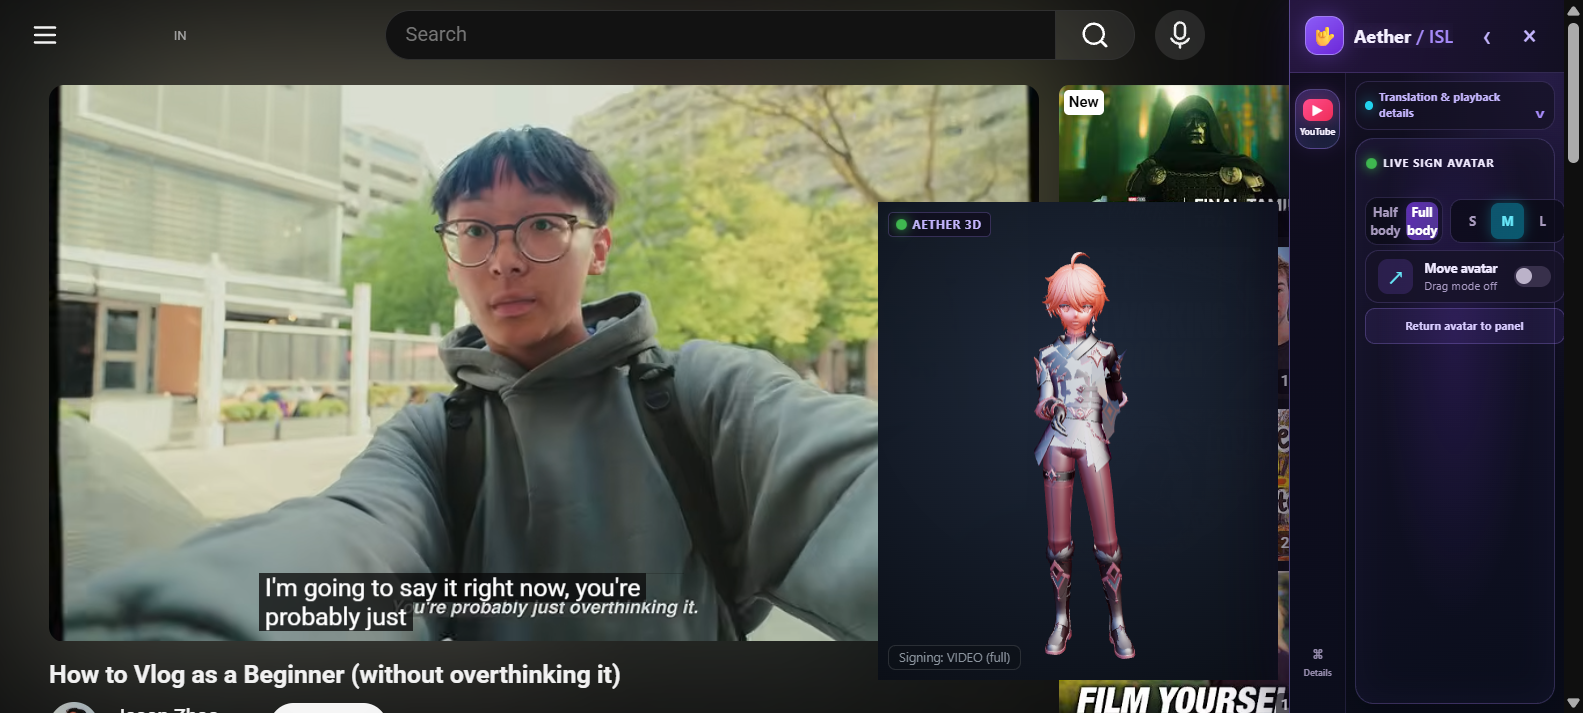 IN
Search
New
FINAL
AETHER 3D
Signing: VIDEO (full)
I'm going to say it right now, you're
probably just
you're probably just overthinking it.
How to Vlog as a Beginner (without overthinking it)
FILM YOURSE
Aether / ISL
YouTube
Translation & playback
details
LIVE SIGN AVATAR
Half
body
Full
body
S
M
L
Move avatar
Drag mode off
Return avatar to panel
Details